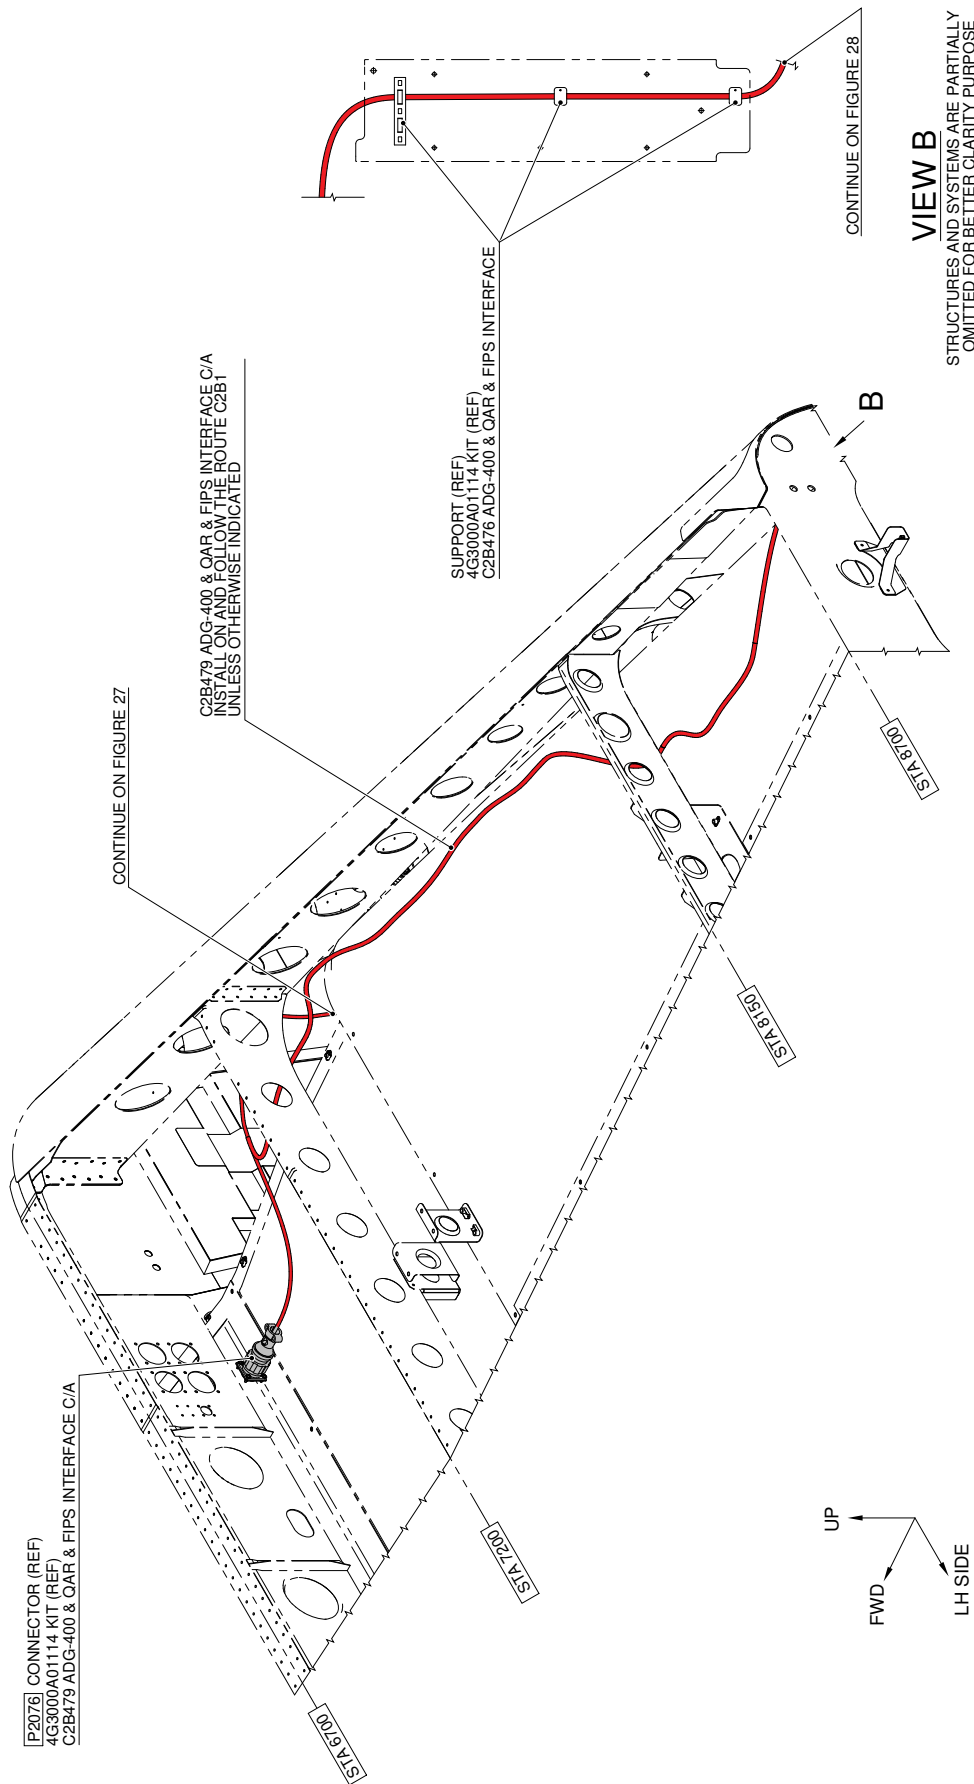 P2076 CONNECTOR (REF)
4G3000A01114 KIT (REF)
C2B479 ADG-400 & QAR & FIPS INTERFACE C/A
CONTINUE ON FIGURE 27
C2B479 ADG-400 & QAR & FIPS INTERFACE C/A
INSTALL ON AND FOLLOW THE ROUTE C2B1
UNLESS OTHERWISE INDICATED
SUPPORT (REF)
4G3000A01114 KIT (REF)
C2B476 ADG-400 & QAR & FIPS INTERFACE
CONTINUE ON FIGURE 28
STA 6700
STA 7200
STA 8150
STA 8700
B
UP
FWD
LH SIDE
VIEW B
STRUCTURES AND SYSTEMS ARE PARTIALLY
OMITTED FOR BETTER CLARITY PURPOSE